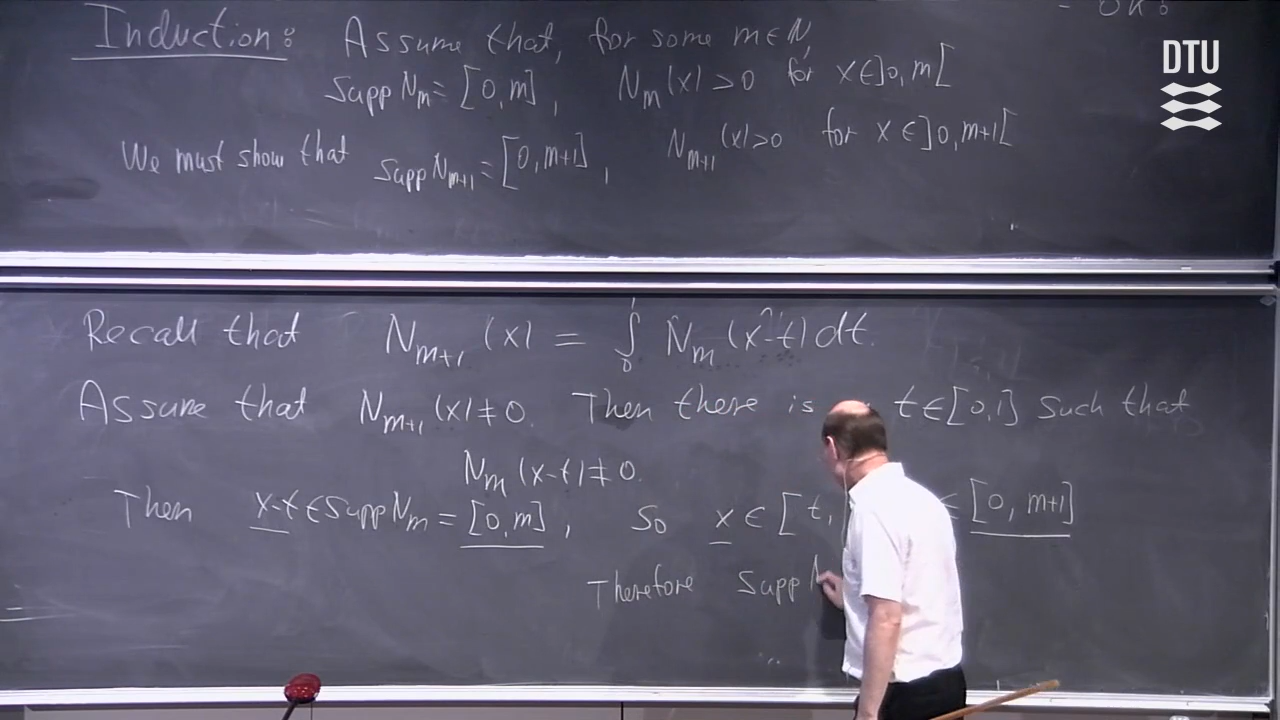 - OK!
DTU
Induction: Assume that, for some m ∈ N,
supp N_m = [0,m], N_m(x) > 0 for x ∈ ]0,m[
We must show that supp N_{m+1} = [0,m+1], N_{m+1}(x) > 0 for x ∈ ]0,m+1[
Recall that N_{m+1}(x) = ∫_0^1 N_m(x-t) dt.
Assume that N_{m+1}(x) ≠ 0. Then there is t ∈ [0,1] such that
N_m(x-t) ≠ 0.
Then x-t ∈ supp N_m = [0,m], so x ∈ [t, ⊆ [0, m+1]
Therefore supp